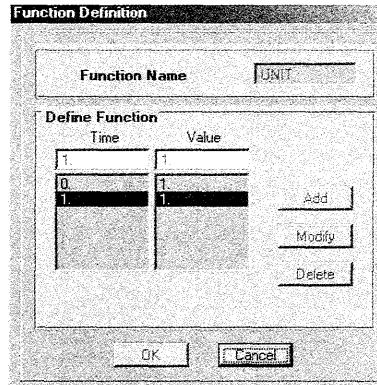 Function Definition
Function Name UNIT
Define Function
Time Value
1. 1.
0. 1.
1. 1.
Add
Modify
Delete
OK Cancel